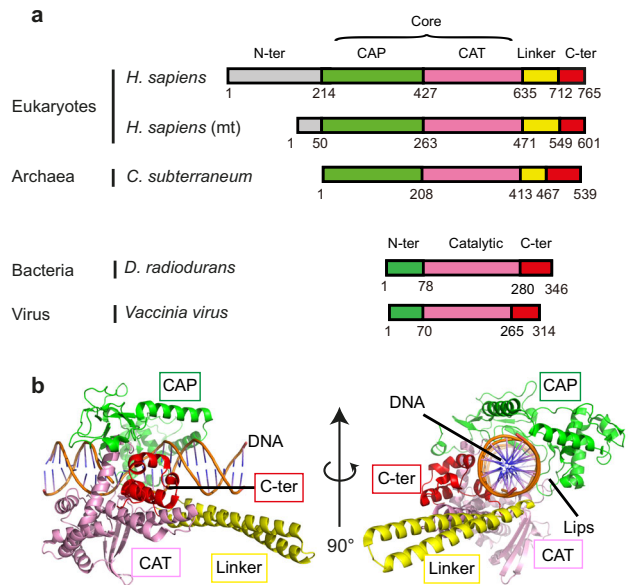 a
Core
N-ter CAP CAT Linker C-ter
Eukaryotes
H. sapiens
1 214 427 635 712 765
H. sapiens (mt)
1 50 263 471 549 601
Archaea
C. subterraneum
1 208 413 467 539
N-ter Catalytic C-ter
Bacteria
D. radiodurans
1 78 280 346
Virus
Vaccinia virus
1 70 265 314
b
CAP
DNA
C-ter
CAT
Linker
90°
CAP
DNA
C-ter
Lips
Linker
CAT